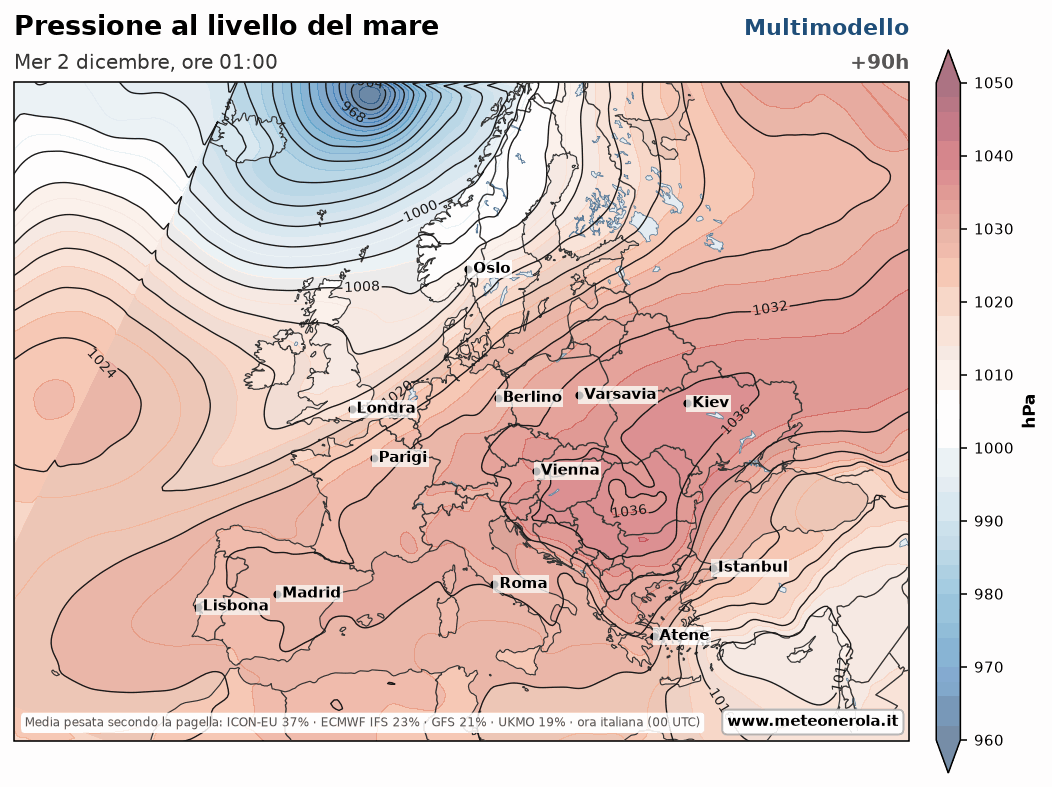 Pressione al livello del mare
Multimodello
Mer 2 dicembre, ore 01:00
+90h
968
1000
1008
1024
1020
1032
1036
1036
1012
Oslo
Londra
Berlino
Varsavia
Kiev
Parigi
Vienna
Istanbul
Roma
Madrid
Lisbona
Atene
1050
1040
1030
1020
1010
1000
990
980
970
960
hPa
Media pesata secondo la pagella: ICON-EU 37% · ECMWF IFS 23% · GFS 21% · UKMO 19% · ora italiana (00 UTC)
www.meteonerola.it